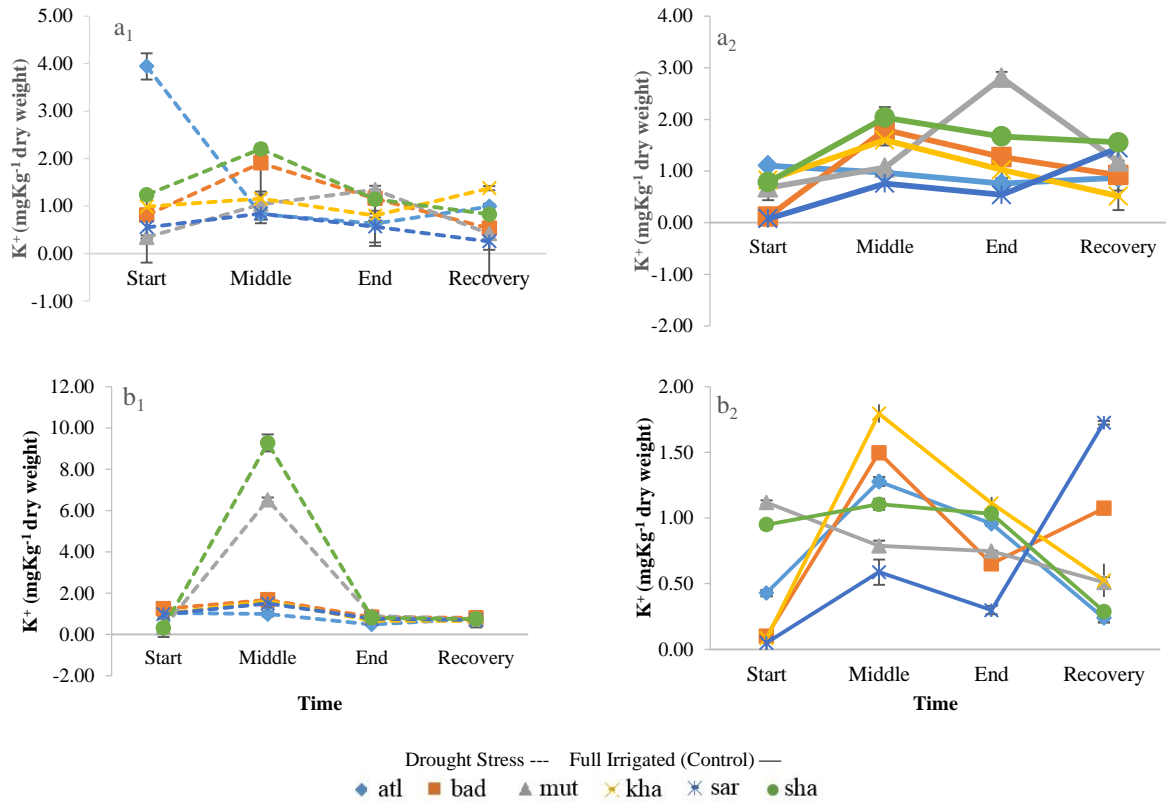 a₁
K⁺ (mgKg⁻¹ dry weight)
5.00
4.00
3.00
2.00
1.00
0.00
-1.00
Start Middle End Recovery
a₂
K⁺ (mgKg⁻¹ dry weight)
4.00
3.00
2.00
1.00
0.00
-1.00
-2.00
Start Middle End Recovery
b₁
K⁺ (mgKg⁻¹ dry weight)
12.00
10.00
8.00
6.00
4.00
2.00
0.00
-2.00
Start Middle End Recovery
Time
b₂
K⁺ (mgKg⁻¹ dry weight)
2.00
1.50
1.00
0.50
0.00
Start Middle End Recovery
Time
Drought Stress --- Full Irrigated (Control) —
atl bad mut kha sar sha